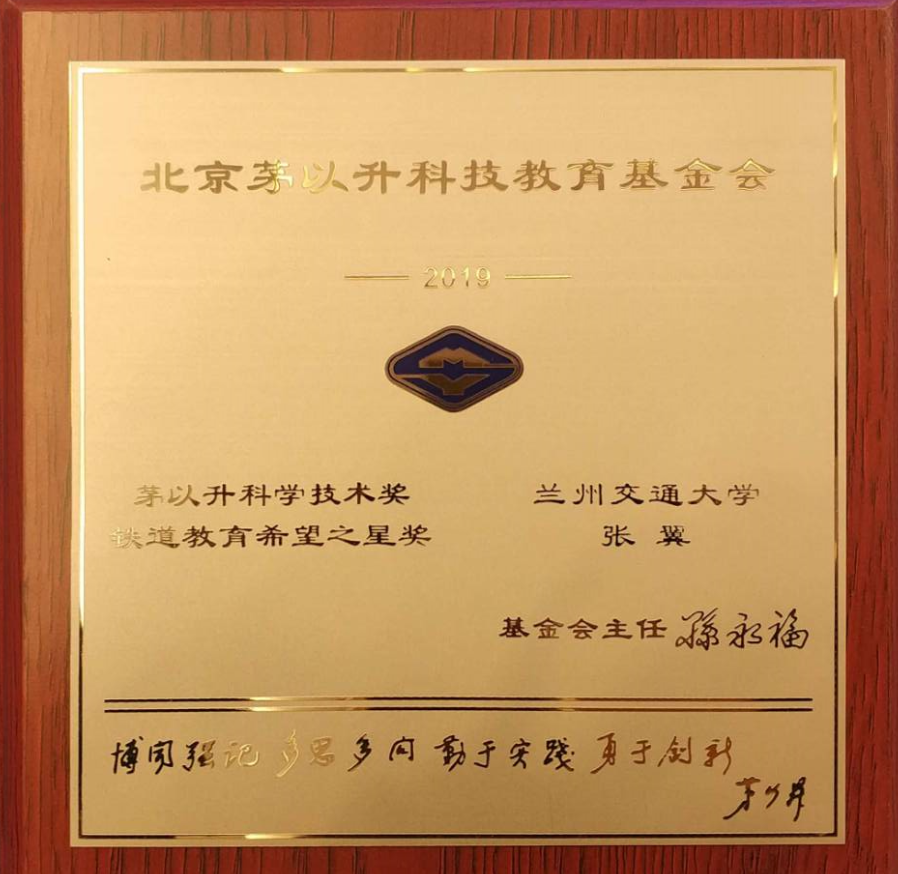 北京茅以升科技教育基金会
2019
茅以升科学技术奖 兰州交通大学
铁道教育希望之星奖 张 翼
基金会主任 孫永福
博闻强记 多思多问 勤于实践 勇于创新
茅以升